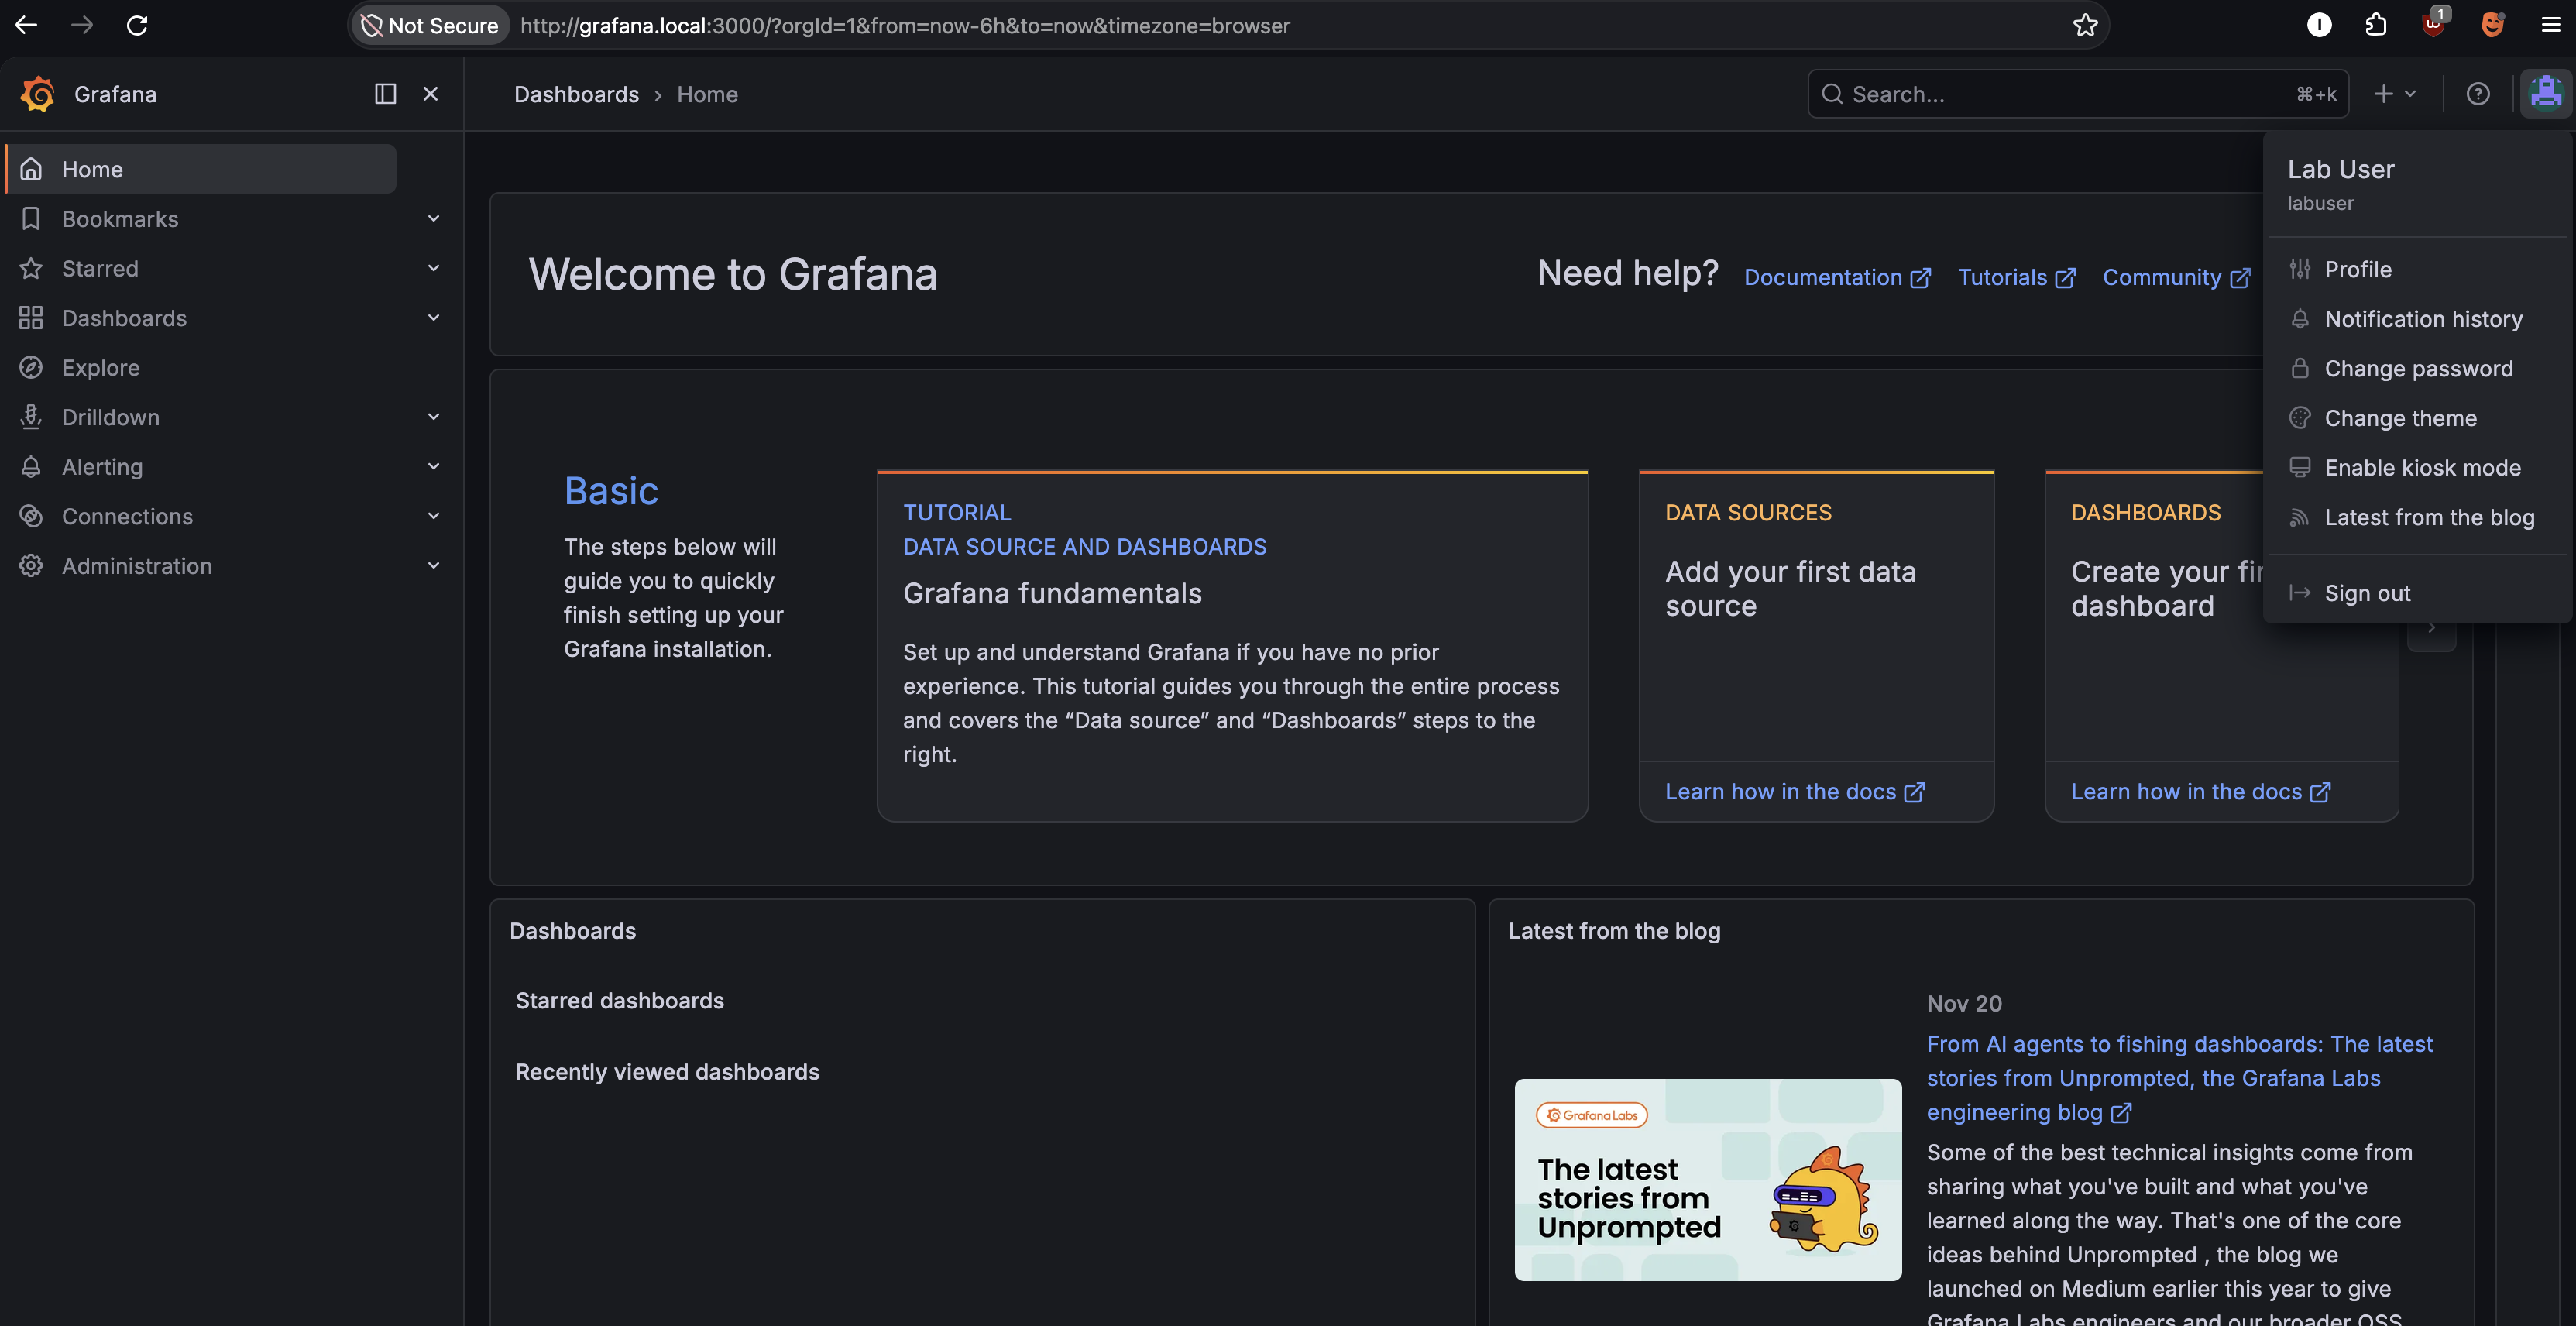 Not Secure http://grafana.local:3000/?orgId=1&from=now-6h&to=now&timezone=browser
1
Grafana
Dashboards › Home
Search...
⌘+k
Home
Bookmarks
Starred
Dashboards
Explore
Drilldown
Alerting
Connections
Administration
Lab User
labuser
Profile
Notification history
Change password
Change theme
Enable kiosk mode
Latest from the blog
Sign out
Welcome to Grafana
Need help? Documentation Tutorials Community
Basic
The steps below will
guide you to quickly
finish setting up your
Grafana installation.
TUTORIAL
DATA SOURCE AND DASHBOARDS
Grafana fundamentals
Set up and understand Grafana if you have no prior
experience. This tutorial guides you through the entire process
and covers the “Data source” and “Dashboards” steps to the
right.
DATA SOURCES
Add your first data
source
Learn how in the docs
DASHBOARDS
Create your
dashboard
Learn how in the docs
Dashboards
Starred dashboards
Recently viewed dashboards
Latest from the blog
Grafana Labs
The latest
stories from
Unprompted
Nov 20
From AI agents to fishing dashboards: The latest
stories from Unprompted, the Grafana Labs
engineering blog
Some of the best technical insights come from
sharing what you've built and what you've
learned along the way. That's one of the core
ideas behind Unprompted , the blog we
launched on Medium earlier this year to give
Grafana Labs engineers and our broader OSS